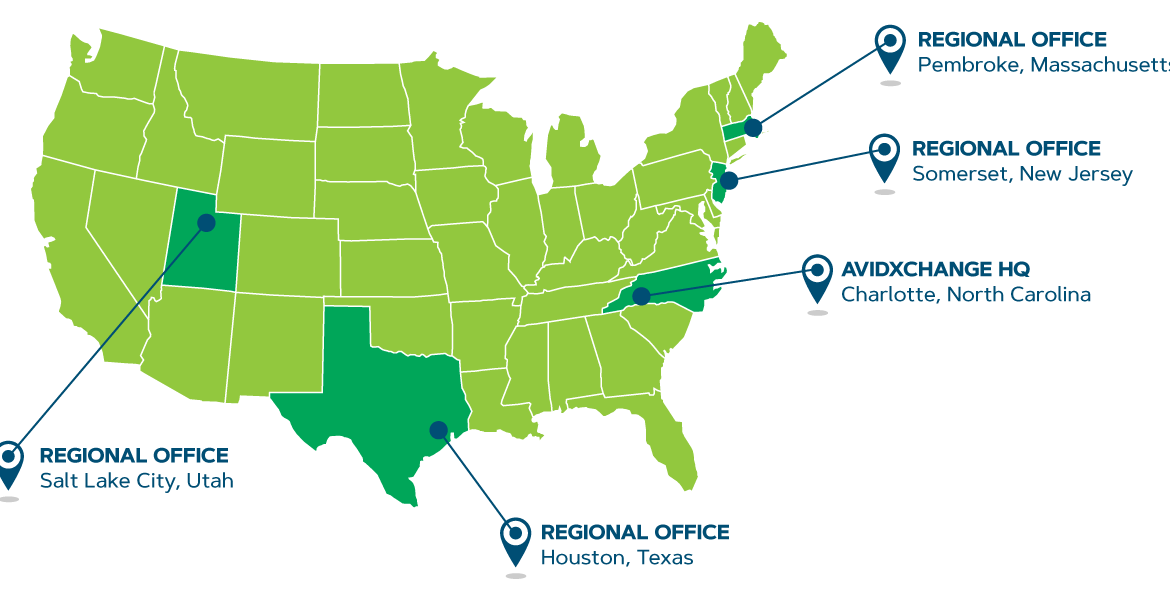 REGIONAL OFFICE
Pembroke, Massachusetts
REGIONAL OFFICE
Somerset, New Jersey
AVIDXCHANGE HQ
Charlotte, North Carolina
REGIONAL OFFICE
Salt Lake City, Utah
REGIONAL OFFICE
Houston, Texas